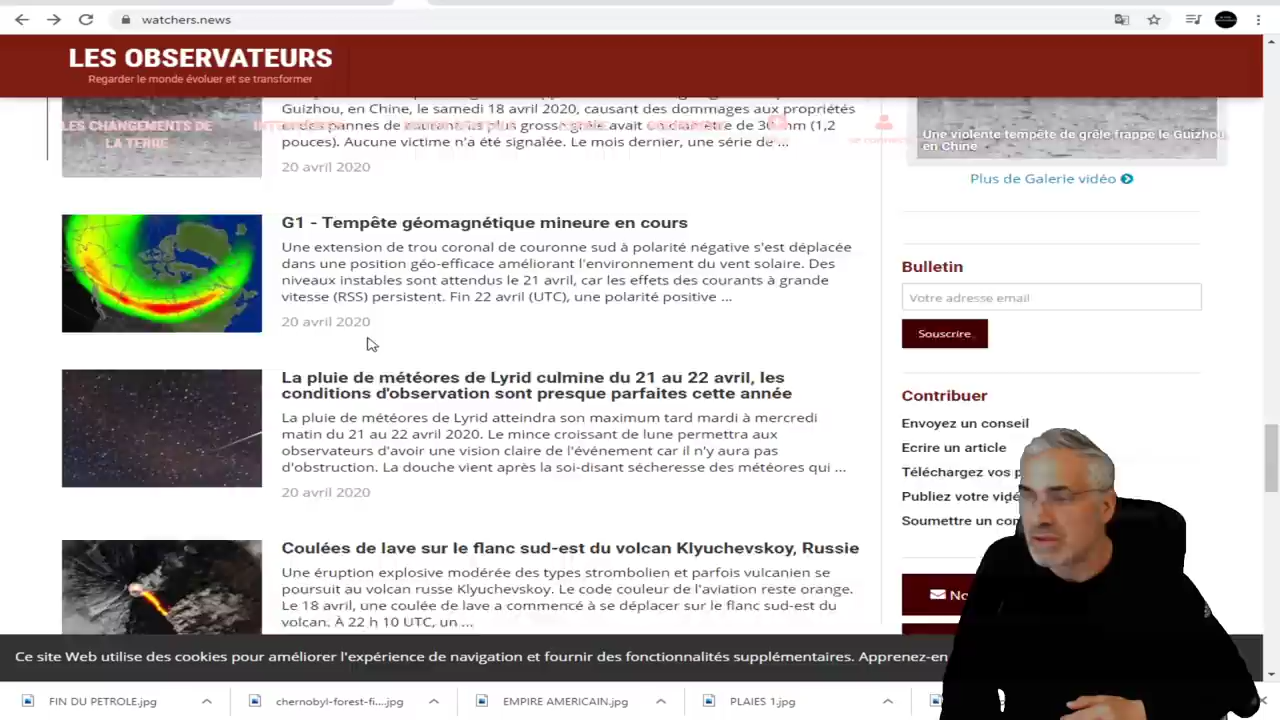 watchers.news
LES OBSERVATEURS
Regarder le monde évoluer et se transformer
Guizhou, en Chine, le samedi 18 avril 2020, causant des dommages aux propriétés
LES CHANGEMENTS DE
LA TERRE
et des pannes de courant. Les plus gross grêle avait un diamètre de 30 mm (1,2
pouces). Aucune victime n'a été signalée. Le mois dernier, une série de ...
20 avril 2020
Une violente tempête de grêle frappe le Guizhou
en Chine
Plus de Galerie vidéo
G1 - Tempête géomagnétique mineure en cours
Une extension de trou coronal de couronne sud à polarité négative s'est déplacée
dans une position géo-efficace améliorant l'environnement du vent solaire. Des
niveaux instables sont attendus le 21 avril, car les effets des courants à grande
vitesse (RSS) persistent. Fin 22 avril (UTC), une polarité positive ...
20 avril 2020
Bulletin
Votre adresse email
Souscrire
La pluie de météores de Lyrid culmine du 21 au 22 avril, les
conditions d'observation sont presque parfaites cette année
La pluie de météores de Lyrid atteindra son maximum tard mardi à mercredi
matin du 21 au 22 avril 2020. Le mince croissant de lune permettra aux
observateurs d'avoir une vision claire de l'événement car il n'y aura pas
d'obstruction. La douche vient après la soi-disant sécheresse des météores qui ...
20 avril 2020
Contribuer
Envoyez un conseil
Ecrire un article
Téléchargez vos p
Publiez votre vidé
Soumettre un con
No
Coulées de lave sur le flanc sud-est du volcan Klyuchevskoy, Russie
Une éruption explosive modérée des types strombolien et parfois vulcanien se
poursuit au volcan russe Klyuchevskoy. Le code couleur de l'aviation reste orange.
Le 18 avril, une coulée de lave a commencé à se déplacer sur le flanc sud-est du
volcan. À 22 h 10 UTC, un ...
Ce site Web utilise des cookies pour améliorer l'expérience de navigation et fournir des fonctionnalités supplémentaires. Apprenez-en
FIN DU PETROLE.jpg
chernobyl-forest-fi....jpg
EMPIRE AMERICAIN.jpg
PLAIES 1.jpg